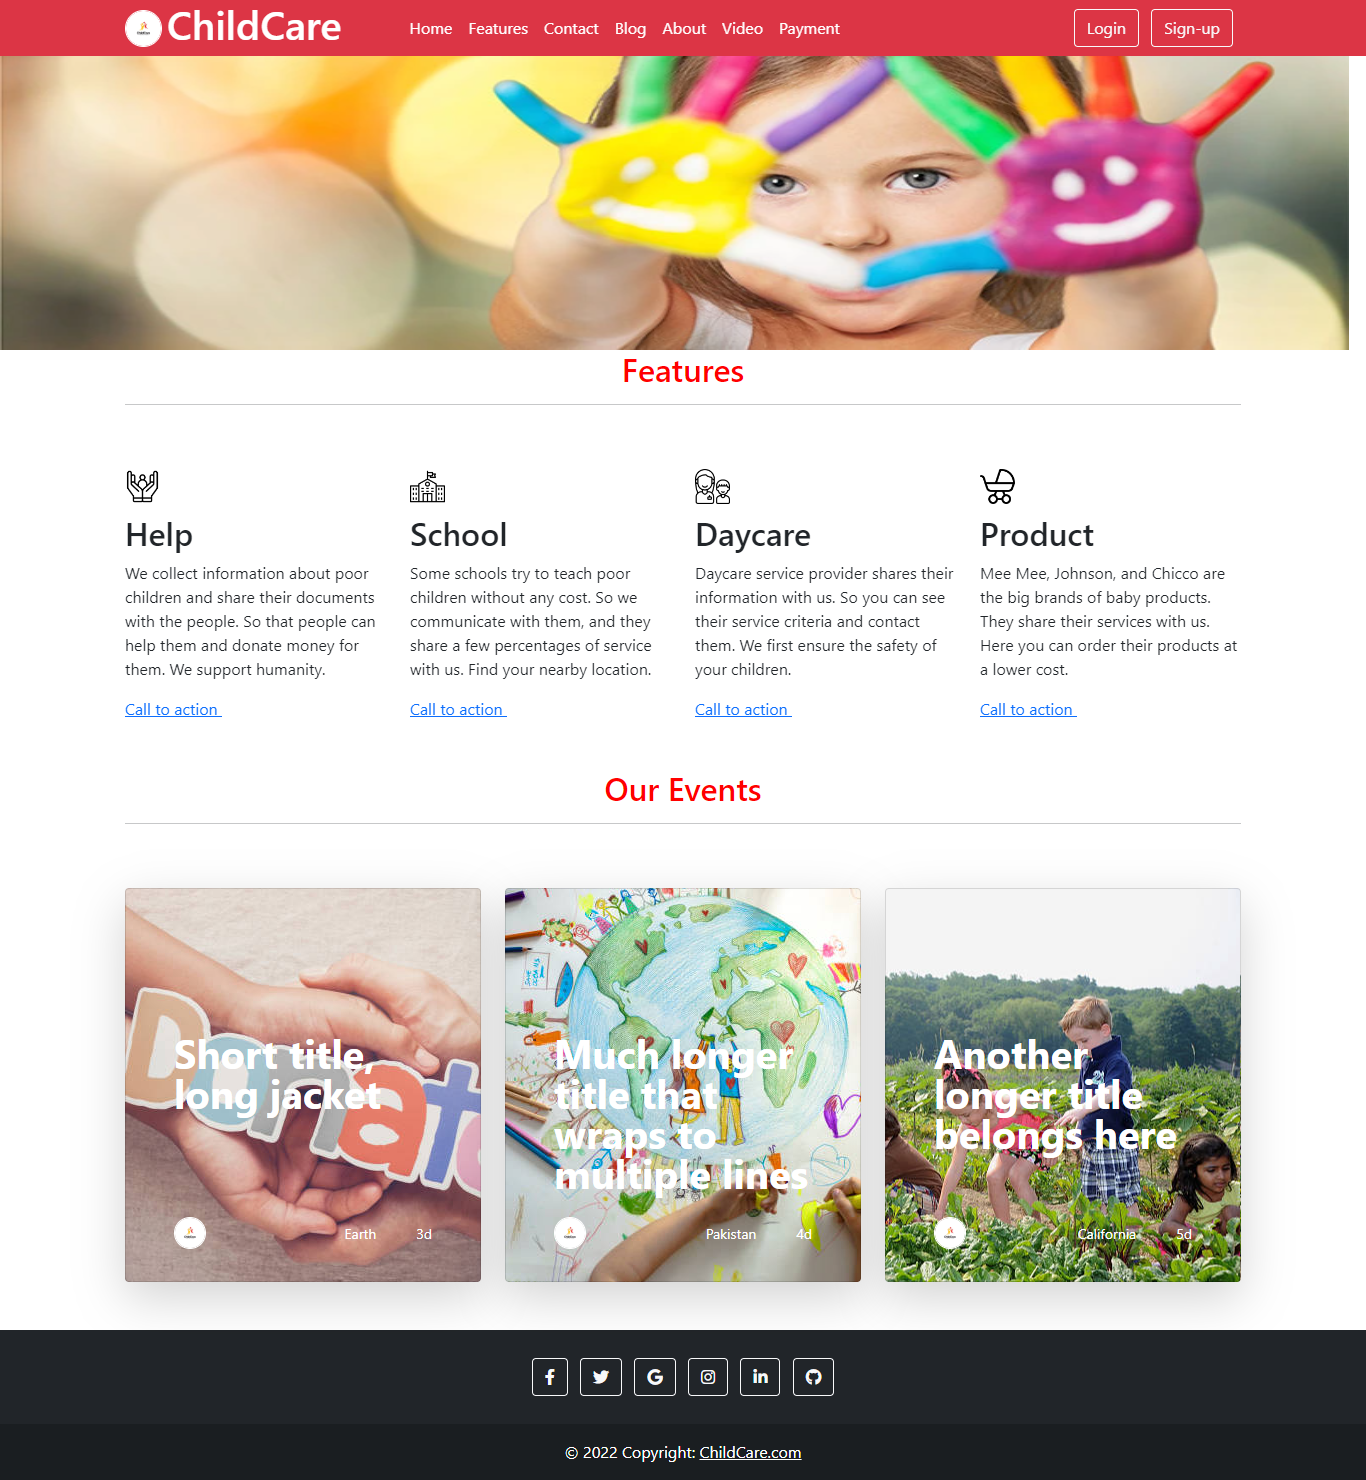 ChildCare
Home Features Contact Blog About Video Payment
Login Sign-up
Features
Help
We collect information about poor
children and share their documents
with the people. So that people can
help them and donate money for
them. We support humanity.
Call to action
School
Some schools try to teach poor
children without any cost. So we
communicate with them, and they
share a few percentages of service
with us. Find your nearby location.
Call to action
Daycare
Daycare service provider shares their
information with us. So you can see
their service criteria and contact
them. We first ensure the safety of
your children.
Call to action
Product
Mee Mee, Johnson, and Chicco are
the big brands of baby products.
They share their services with us.
Here you can order their products at
a lower cost.
Call to action
Our Events
Donat
Short title,
long jacket
Earth 3d
Much longer
title that
wraps to
multiple lines
Pakistan 4d
Another
longer title
belongs here
California 5d
© 2022 Copyright: ChildCare.com